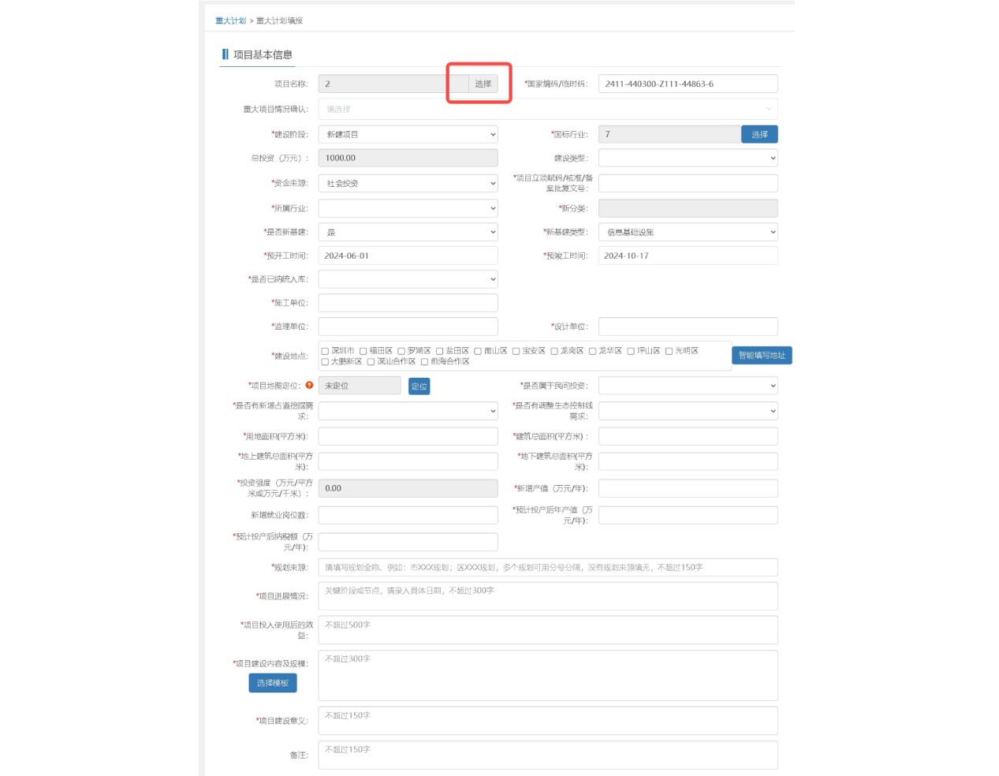 重大计划 > 重大计划填报
项目基本信息
项目名称： 2 选择 *国家编码/临时码： 2411-440300-Z111-44863-6
重大项目情况确认： 请选择
*建设阶段： 新建项目 *国标行业： 7 选择
总投资（万元）： 1000.00 建设类型：
*资金来源： 社会投资 *项目立项赋码/核准/备
案批复文号：
*所属行业： *新分类：
*是否新基建： 是 *新基建类型： 信息基础设施
*预开工时间： 2024-06-01 *预竣工时间： 2024-10-17
*是否已纳统入库：
*施工单位：
*监理单位： *设计单位：
*建设地点： 深圳市 福田区 罗湖区 盐田区 南山区 宝安区 龙岗区 龙华区 坪山区 光明区 智能填写地址
大鹏新区 深汕合作区 前海合作区
*项目地图定位： ? 未定位 定位 *是否属于民间投资：
*是否有新增占道挖掘需
求： *是否有调整生态控制线
需求：
*用地面积(平方米)： *建筑总面积(平方米)：
*地上建筑总面积(平方
米)： *地下建筑总面积(平方
米)：
*投资强度（万元/平方
米或万元/千米）： 0.00 *新增产值（万元/年)：
新增就业岗位数： *预计投产后年产值（万
元/年)：
*预计投产后纳税额（万
元/年)：
*规划来源： 请填写规划全称。例如：市XXX规划；区XXX规划，多个规划可用分号分隔，没有规划来源填无，不超过150字
*项目进展情况： 关键阶段或节点，请录入具体日期，不超过300字
*项目投入使用后的效
益： 不超过500字
*项目建设内容及规模： 不超过300字
选择模板
*项目建设意义： 不超过150字
备注： 不超过150字